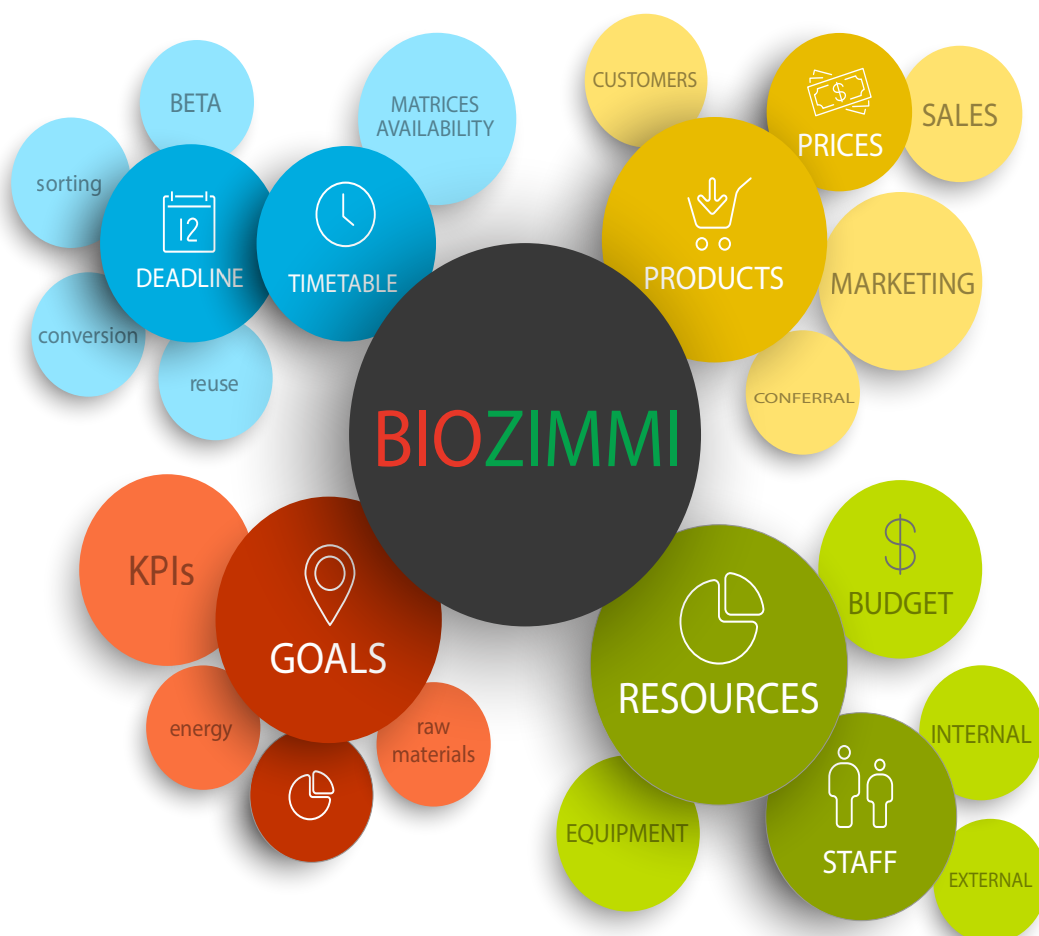 BETA
MATRICES
AVAILABILITY
sorting
12
DEADLINE
TIMETABLE
conversion
reuse
CUSTOMERS
$
PRICES
SALES
PRODUCTS
MARKETING
CONFERRAL
BIOZIMMI
KPIs
GOALS
energy
raw
materials
$
BUDGET
RESOURCES
INTERNAL
EQUIPMENT
STAFF
EXTERNAL